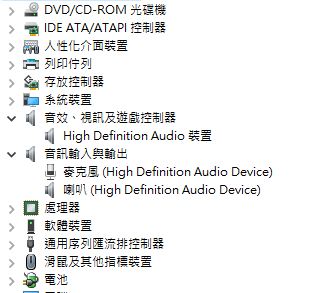 DVD/CD-ROM 光碟機
IDE ATA/ATAPI 控制器
人性化介面裝置
列印佇列
存放控制器
系統裝置
音效、視訊及遊戲控制器
High Definition Audio 裝置
音訊輸入與輸出
麥克風 (High Definition Audio Device)
喇叭 (High Definition Audio Device)
處理器
軟體裝置
通用序列匯流排控制器
滑鼠及其他指標裝置
電池